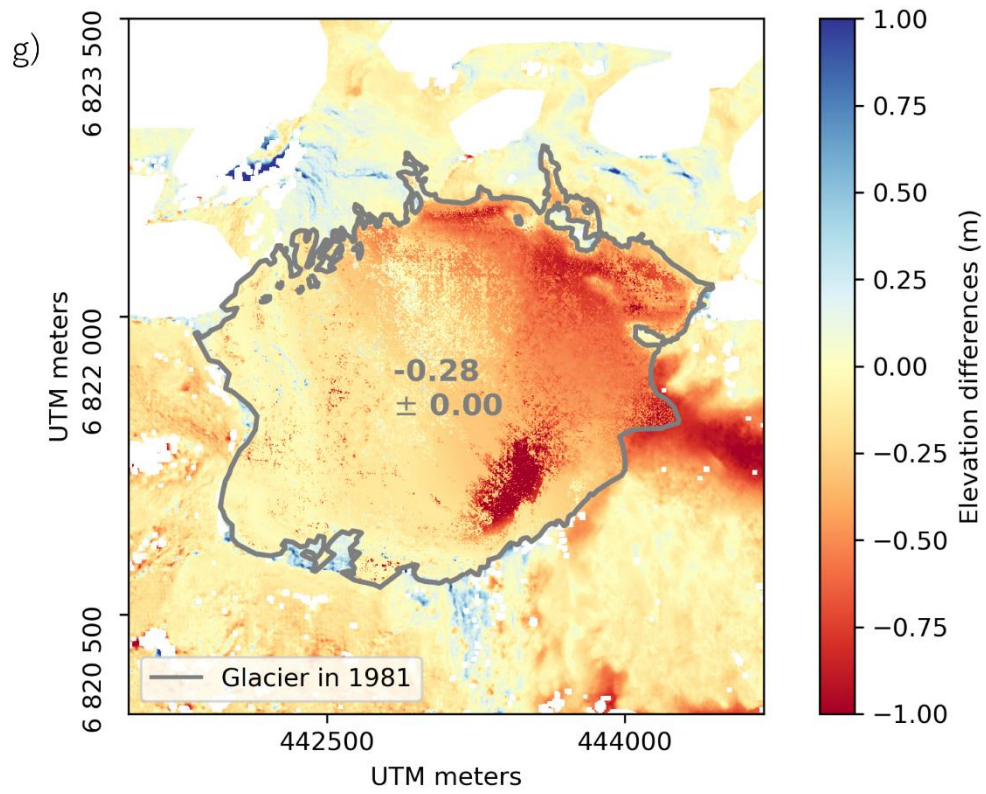 g)
6 823 500
6 822 000
6 820 500
UTM meters
-0.28
± 0.00
Glacier in 1981
442500
444000
UTM meters
1.00
0.75
0.50
0.25
0.00
−0.25
−0.50
−0.75
−1.00
Elevation differences (m)